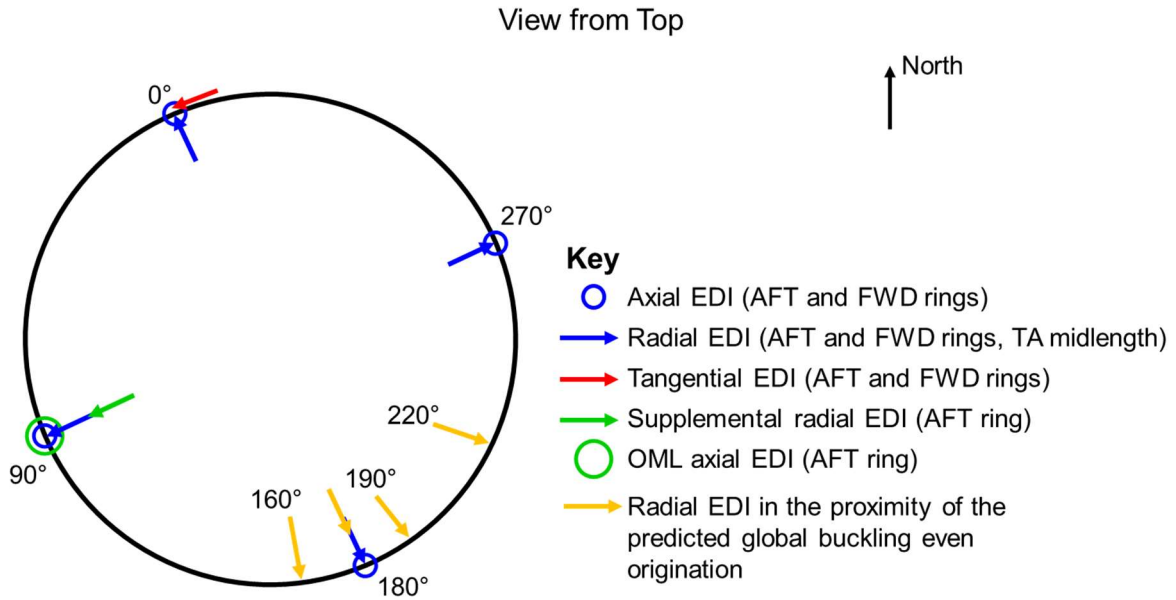 View from Top
North
0°
270°
90°
220°
190°
160°
180°
Key
Axial EDI (AFT and FWD rings)
Radial EDI (AFT and FWD rings, TA midlength)
Tangential EDI (AFT and FWD rings)
Supplemental radial EDI (AFT ring)
OML axial EDI (AFT ring)
Radial EDI in the proximity of the
predicted global buckling even
origination